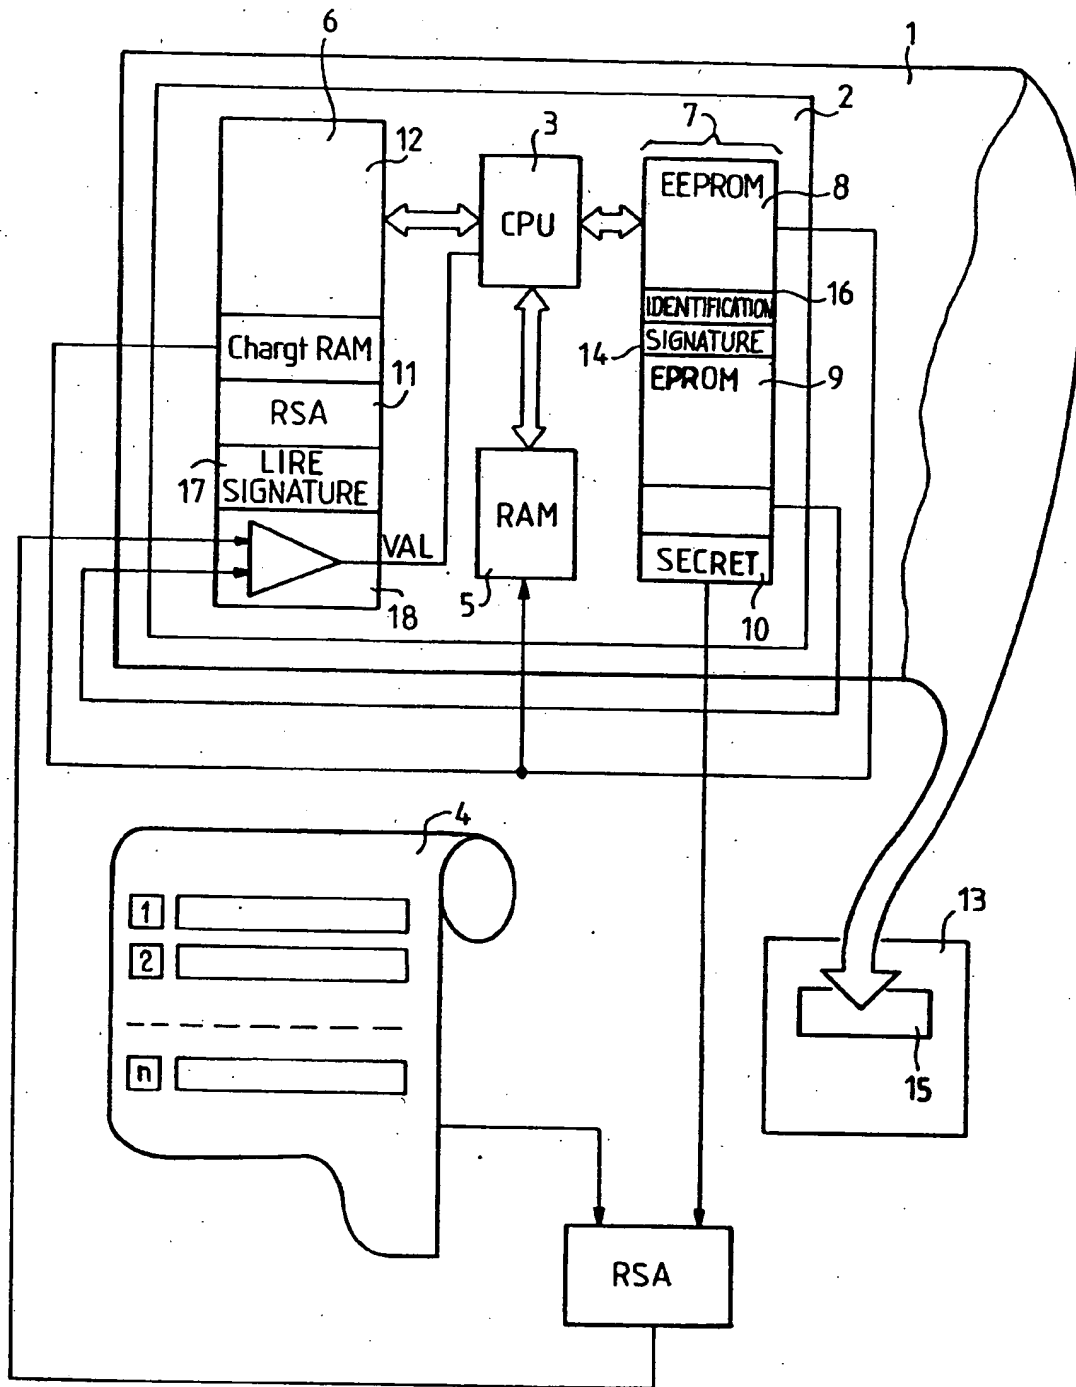 6
1
2
12
3
7
EEPROM
8
CPU
16
IDENTIFICATION
14
SIGNATURE
Chargt RAM
11
EPROM
9
RSA
17
LIRE
SIGNATURE
RAM
VAL
SECRET
5
18
10
4
1
2
n
13
15
RSA